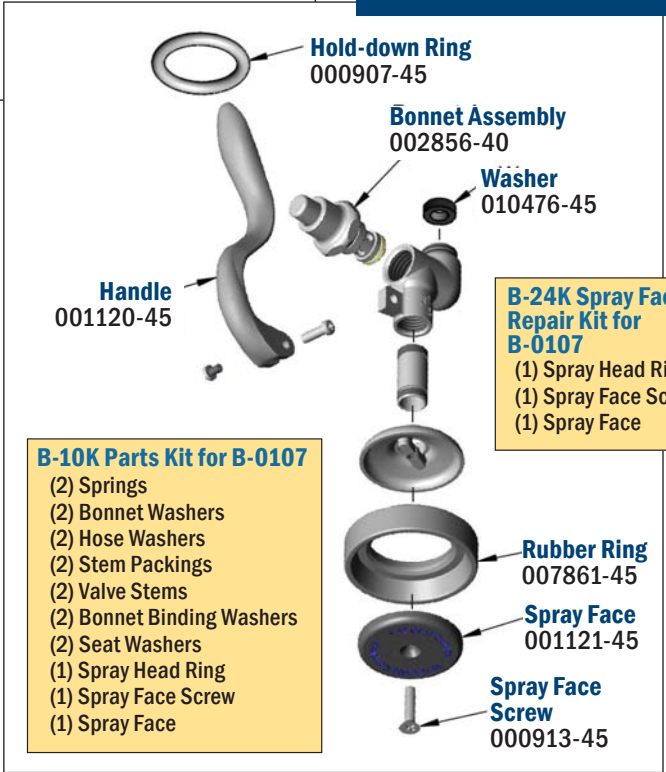 Hold-down Ring
000907-45
Bonnet Assembly
002856-40
Washer
010476-45
Handle
001120-45
B-24K Spray
Repair Kit for
B-0107
(1) Spray Head
(1) Spray Face
(1) Spray Face
B-10K Parts Kit for B-0107
(2) Springs
(2) Bonnet Washers
(2) Hose Washers
(2) Stem Packings
(2) Valve Stems
(2) Bonnet Binding Washers
(2) Seat Washers
(1) Spray Head Ring
(1) Spray Face Screw
(1) Spray Face
Rubber Ring
007861-45
Spray Face
001121-45
Spray Face
Screw
000913-45